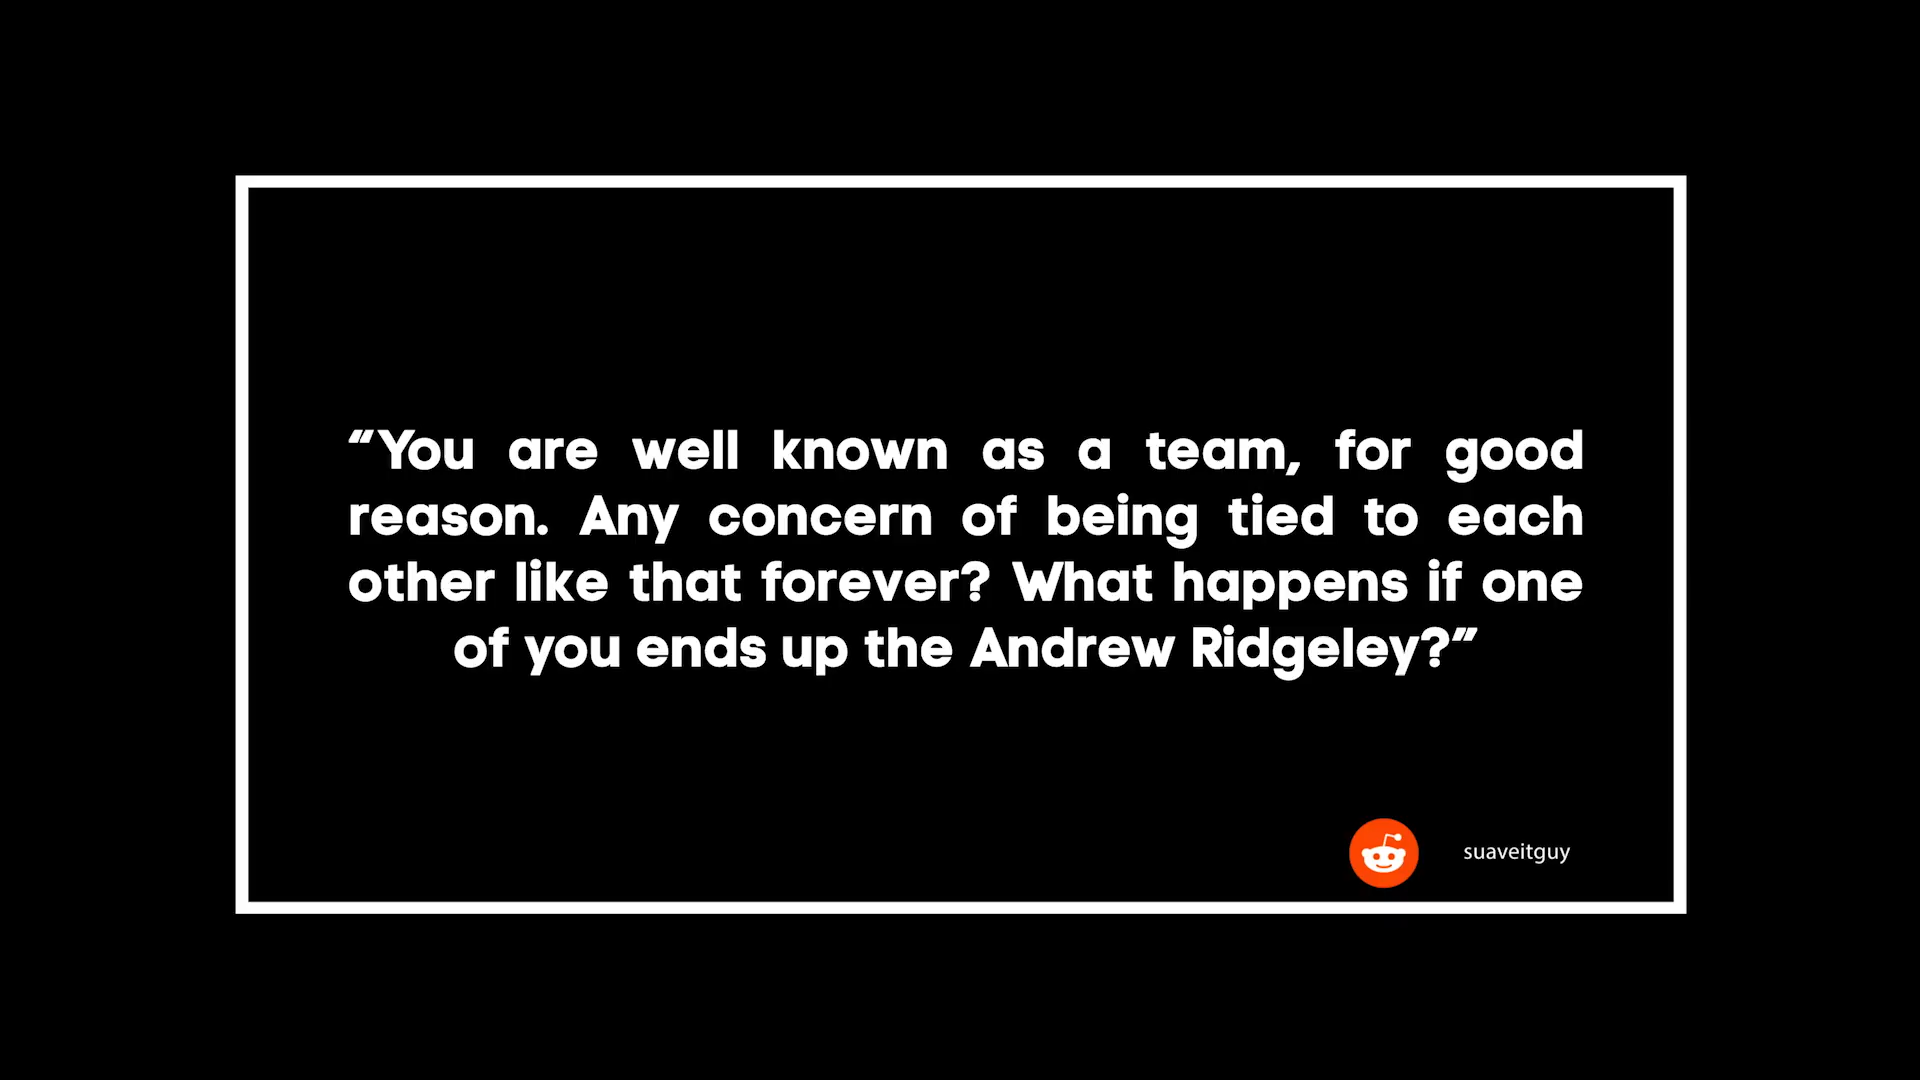 “You are well known as a team, for good
reason. Any concern of being tied to each
other like that forever? What happens if one
of you ends up the Andrew Ridgeley?”
suaveitguy